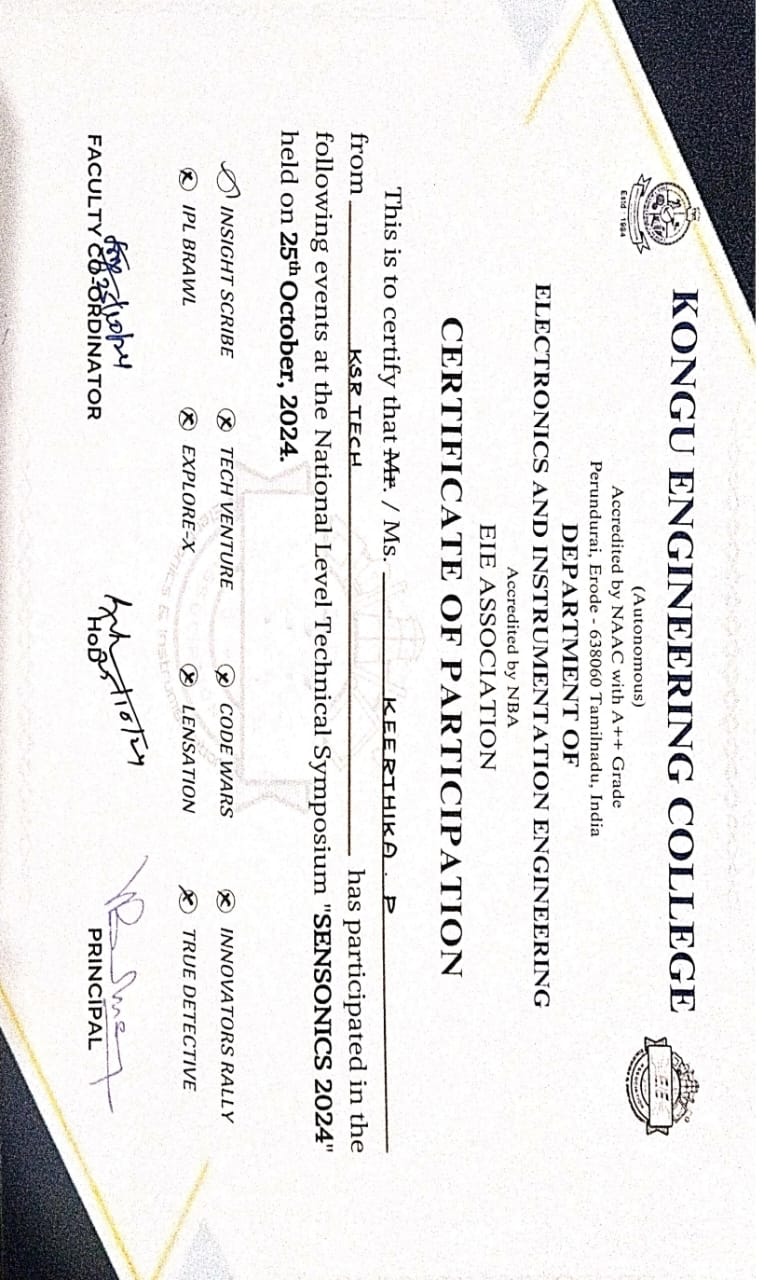 KONGU ENGINEERING COLLEGE
Estd : 1984
EIE
ASSOCIATION
(Autonomous)
Accredited by NAAC with A++ Grade
Perundurai, Erode - 638060 Tamilnadu, India
DEPARTMENT OF
ELECTRONICS AND INSTRUMENTATION ENGINEERING
Accredited by NBA
EIE ASSOCIATION
CERTIFICATE OF PARTICIPATION
This is to certify that Mr. / Ms. KEERTHIKA . P
from KSR TECH has participated in the
following events at the National Level Technical Symposium "SENSONICS 2024"
held on 25th October, 2024.
INSIGHT SCRIBE TECH VENTURE CODE WARS INNOVATORS RALLY
IPL BRAWL EXPLORE-X LENSATION TRUE DETECTIVE
25/10/24 25/10/24
FACULTY CO-ORDINATOR HoD PRINCIPAL